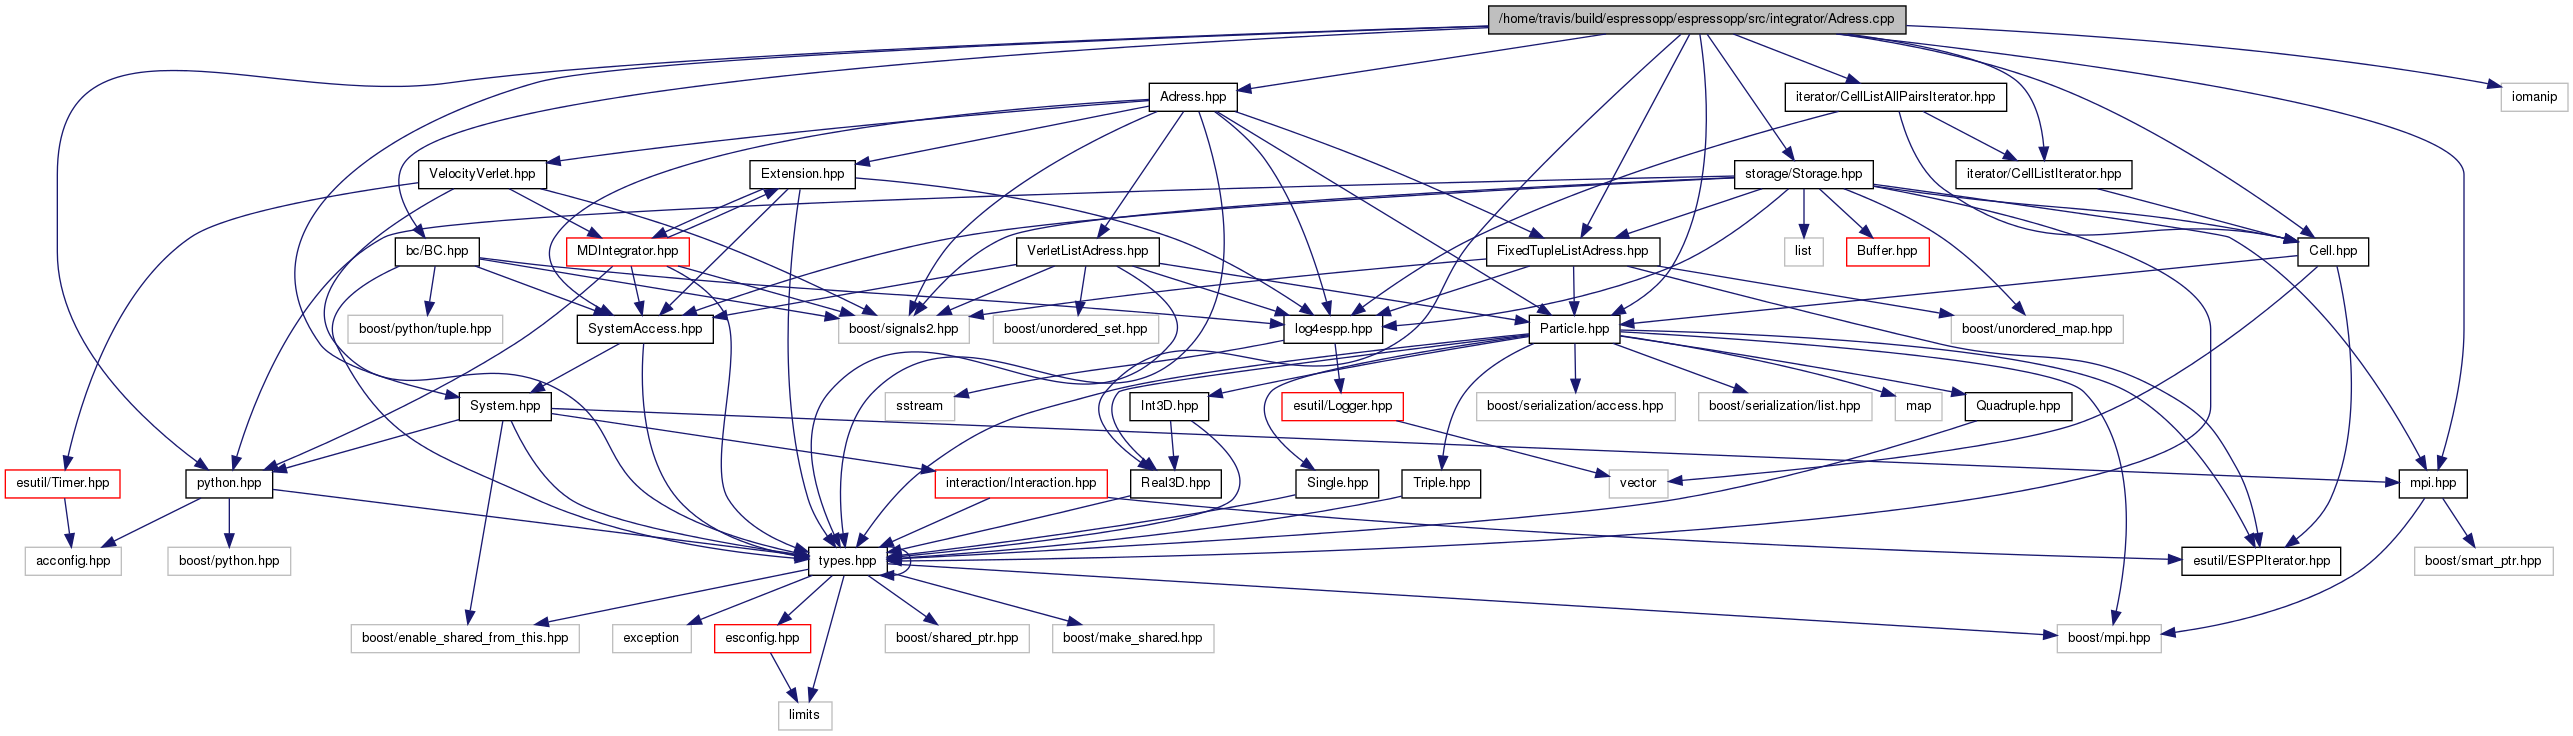 /home/travis/build/espressopp/espressopp/src/integrator/Adress.cpp
Adress.hpp
iterator/CellListAllPairsIterator.hpp
iomanip
VelocityVerlet.hpp
Extension.hpp
storage/Storage.hpp
iterator/CellListIterator.hpp
bc/BC.hpp
MDIntegrator.hpp
VerletListAdress.hpp
FixedTupleListAdress.hpp
list
Buffer.hpp
Cell.hpp
boost/python/tuple.hpp
SystemAccess.hpp
boost/signals2.hpp
boost/unordered_set.hpp
log4espp.hpp
Particle.hpp
boost/unordered_map.hpp
System.hpp
sstream
Int3D.hpp
esutil/Logger.hpp
boost/serialization/access.hpp
boost/serialization/list.hpp
map
Quadruple.hpp
esutil/Timer.hpp
python.hpp
interaction/Interaction.hpp
Real3D.hpp
Single.hpp
Triple.hpp
vector
mpi.hpp
acconfig.hpp
boost/python.hpp
types.hpp
esutil/ESPPIterator.hpp
boost/smart_ptr.hpp
boost/enable_shared_from_this.hpp
exception
esconfig.hpp
boost/shared_ptr.hpp
boost/make_shared.hpp
boost/mpi.hpp
limits